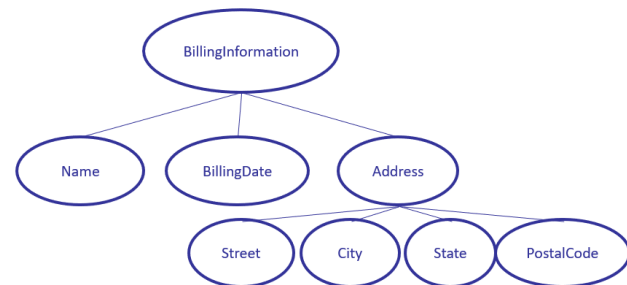 BillingInformation
Name
BillingDate
Address
Street
City
State
PostalCode